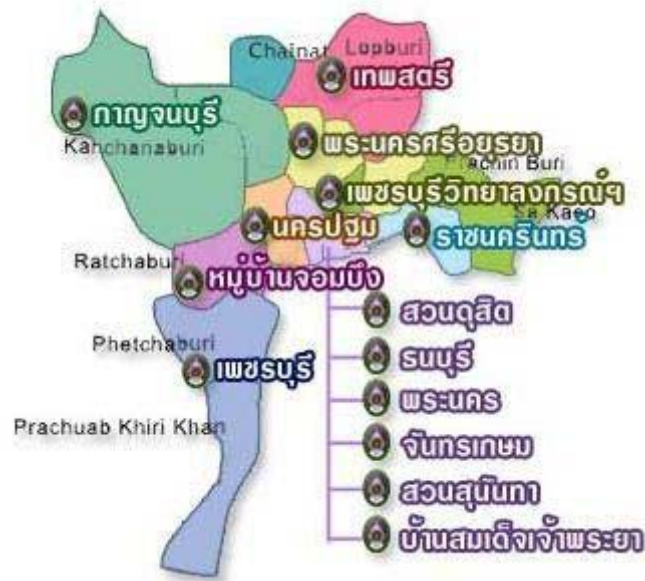 Chainat
Lopburi
เทพสตรี
กาญจนบุรี
Kanchanaburi
พระนครศรีอยุธยา
Prachin Buri
เพชรบุรีวิทยาลงกรณ์ฯ
Sa Kaeo
นครปฐม
ราชนครินทร์
Ratchaburi
หมู่บ้านจอมบึง
สวนดุสิต
Phetchaburi
ธนบุรี
เพชรบุรี
พระนคร
Prachuab Khiri Khan
จันทรเกษม
สวนสุนันทา
บ้านสมเด็จเจ้าพระยา